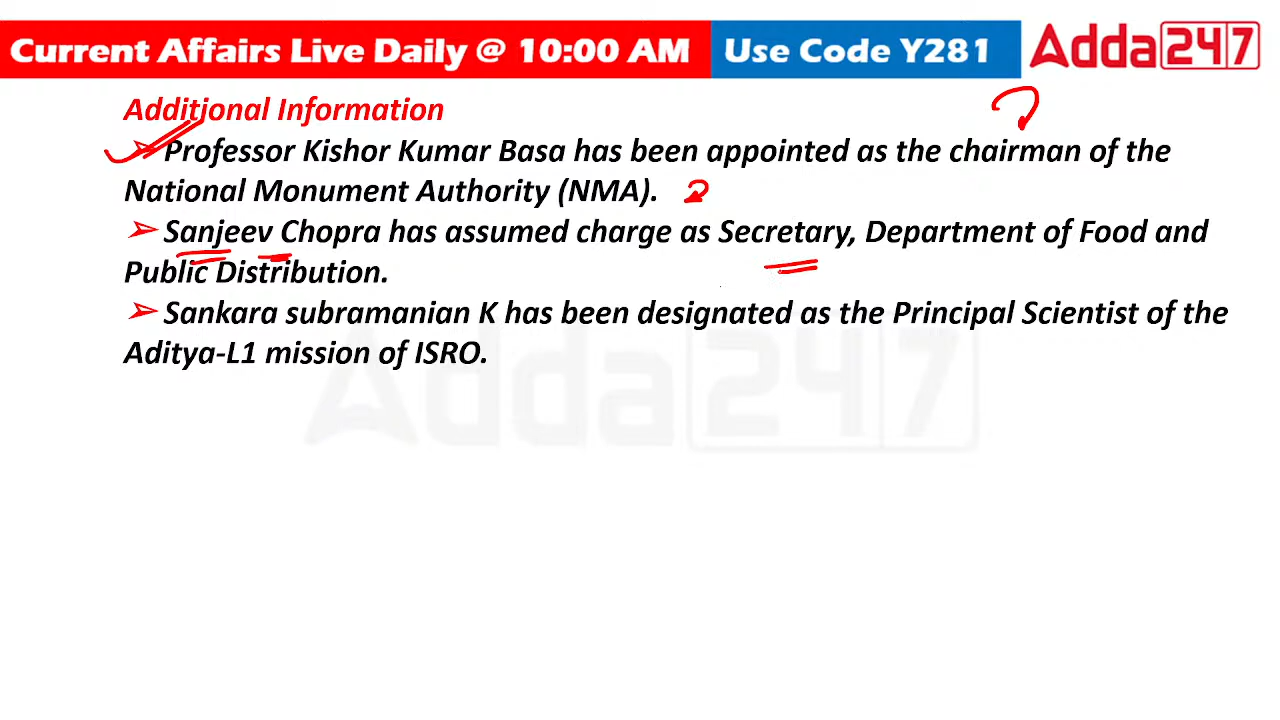 Current Affairs Live Daily @ 10:00 AM Use Code Y281 Adda247
Additional Information
➢ Professor Kishor Kumar Basa has been appointed as the chairman of the
National Monument Authority (NMA).
➢ Sanjeev Chopra has assumed charge as Secretary, Department of Food and
Public Distribution.
➢ Sankara subramanian K has been designated as the Principal Scientist of the
Aditya-L1 mission of ISRO.
Adda247